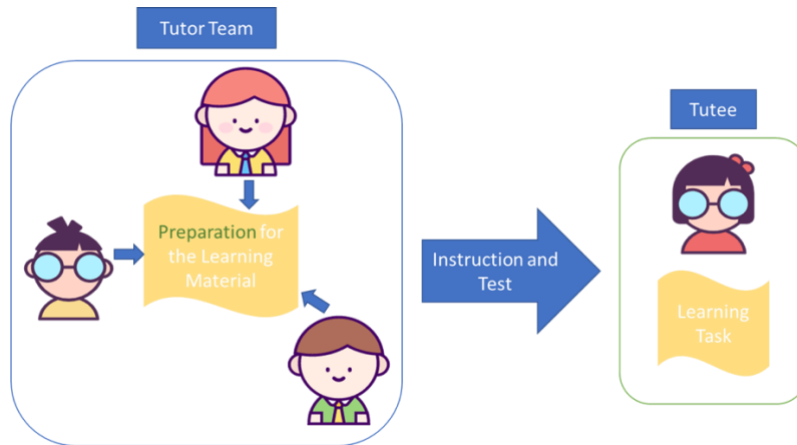 Tutor Team
Preparation for
the Learning
Material
Instruction and
Test
Tutee
Learning
Task